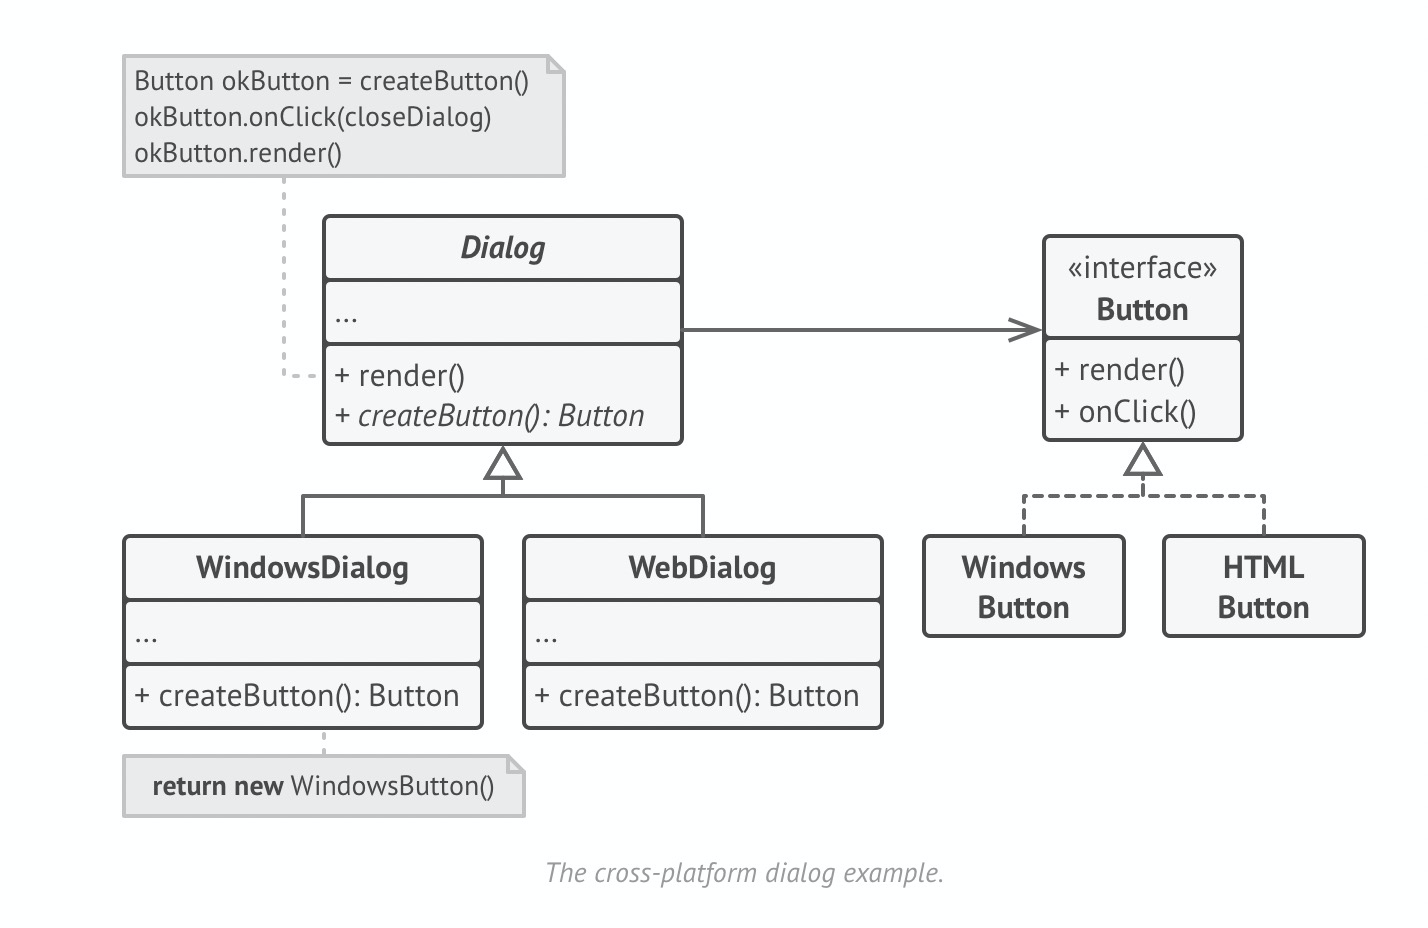 Button okButton = createButton()
okButton.onClick(closeDialog)
okButton.render()
Dialog
...
+ render()
+ createButton(): Button
«interface»
Button
+ render()
+ onClick()
WindowsDialog
...
+ createButton(): Button
WebDialog
...
+ createButton(): Button
Windows
Button
HTML
Button
return new WindowsButton()
The cross-platform dialog example.